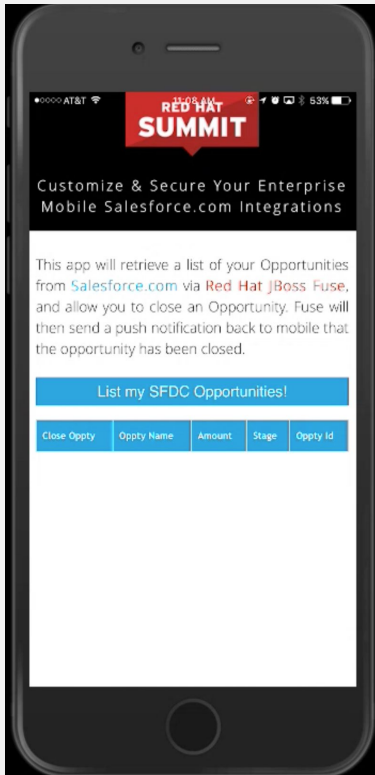 AT&T 11:08 AM 53%
RED HAT
SUMMIT
Customize & Secure Your Enterprise
Mobile Salesforce.com Integrations
This app will retrieve a list of your Opportunities
from Salesforce.com via Red Hat JBoss Fuse,
and allow you to close an Opportunity. Fuse will
then send a push notification back to mobile that
the opportunity has been closed.
List my SFDC Opportunities!
Close Oppty Oppty Name Amount Stage Oppty Id